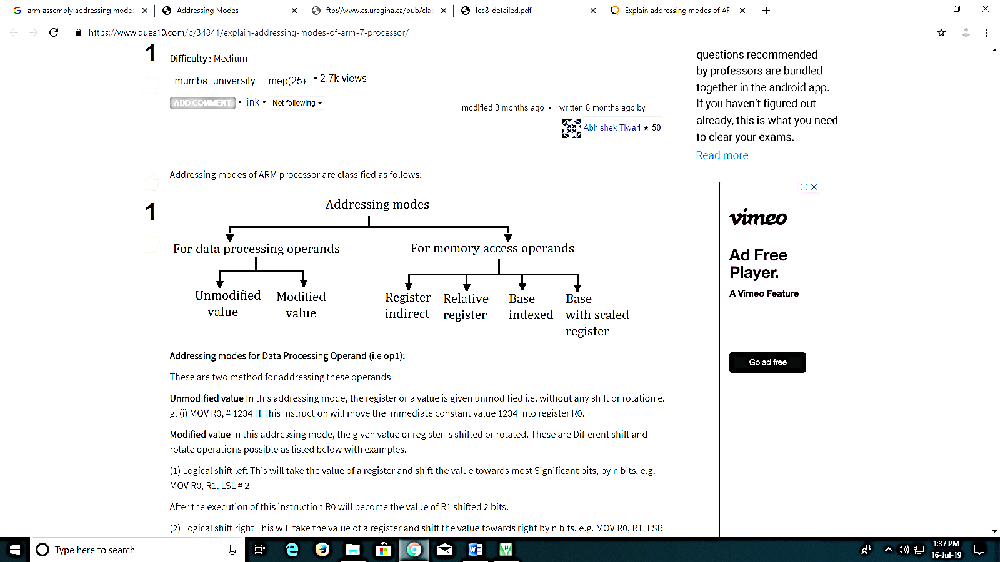 arm assembly addressing mode:
Addressing Modes
ftp://www.cs.uregina.ca/pub/cla
lec8_detailed.pdf
Explain addressing modes of AF
https://www.ques10.com/p/34841/explain-addressing-modes-of-arm-7-processor/
1
Difficulty : Medium
mumbai university mep(25) • 2.7k views
ADD COMMENT • link • Not following
modified 8 months ago • written 8 months ago by
Abhishek Tiwari ★ 50
questions recommended
by professors are bundled
together in the android app.
If you haven't figured out
already, this is what you need
to clear your exams.
Read more
Addressing modes of ARM processor are classified as follows:
1
Addressing modes
For data processing operands
For memory access operands
Unmodified
value
Modified
value
Register
indirect
Relative
register
Base
indexed
Base
with scaled
register
Addressing modes for Data Processing Operand (i.e op1):
These are two method for addressing these operands
Unmodified value In this addressing mode, the register or a value is given unmodified i.e. without any shift or rotation e.
g, (i) MOV R0, # 1234 H This instruction will move the immediate constant value 1234 into register R0.
Modified value In this addressing mode, the given value or register is shifted or rotated. These are Different shift and
rotate operations possible as listed below with examples.
(1) Logical shift left This will take the value of a register and shift the value towards most Significant bits, by n bits. e.g.
MOV R0, R1, LSL # 2
After the execution of this instruction R0 will become the value of R1 shifted 2 bits.
(2) Logical shift right This will take the value of a register and shift the value towards right by n bits. e.g. MOV R0, R1, LSR
vimeo
Ad Free
Player.
A Vimeo Feature
Go ad free
Type here to search
1:37 PM
16-Jul-19